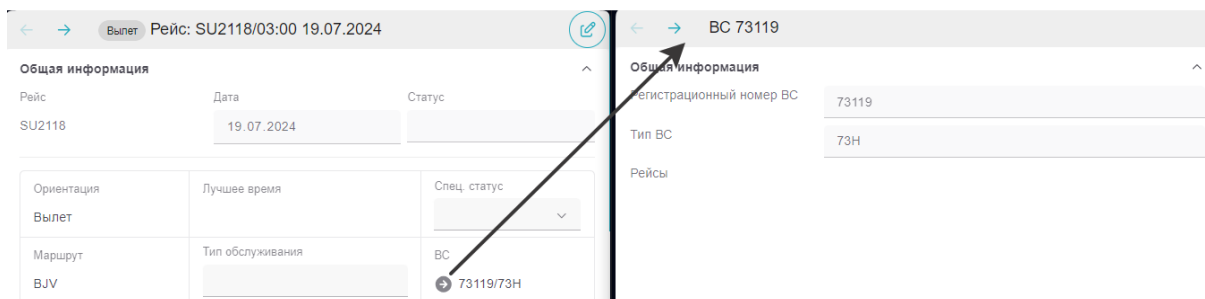 Вылет Рейс: SU2118/03:00 19.07.2024
Общая информация
Рейс Дата Статус
SU2118 19.07.2024
Ориентация Лучшее время Спец. статус
Вылет
Маршрут Тип обслуживания ВС
BJV 73119/73H
ВС 73119
Общая информация
Регистрационный номер ВС 73119
Тип ВС 73H
Рейсы